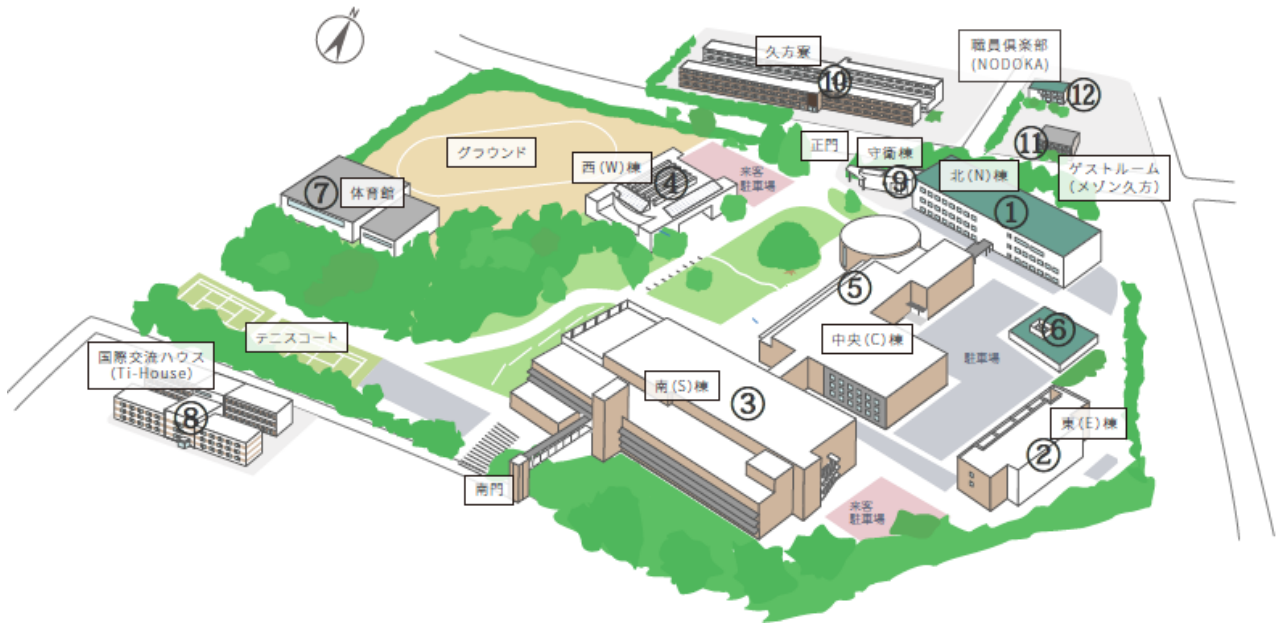 N
久方寮
⑩
職員倶楽部
(NODOKA)
⑫
⑪
正門
守衛棟
⑨
ゲストルーム
(メゾン久方)
北(N)棟
①
グラウンド
西(W)棟
④
来客
駐車場
⑦
体育館
⑤
中央(C)棟
⑥
駐車場
テニスコート
国際交流ハウス
(Ti-House)
⑧
南(S)棟
③
東(E)棟
②
南門
来客
駐車場